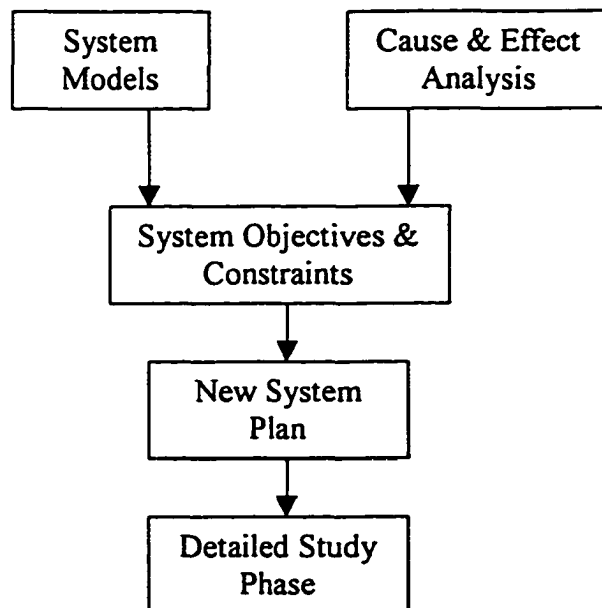 System
Models
Cause & Effect
Analysis
System Objectives &
Constraints
New System
Plan
Detailed Study
Phase